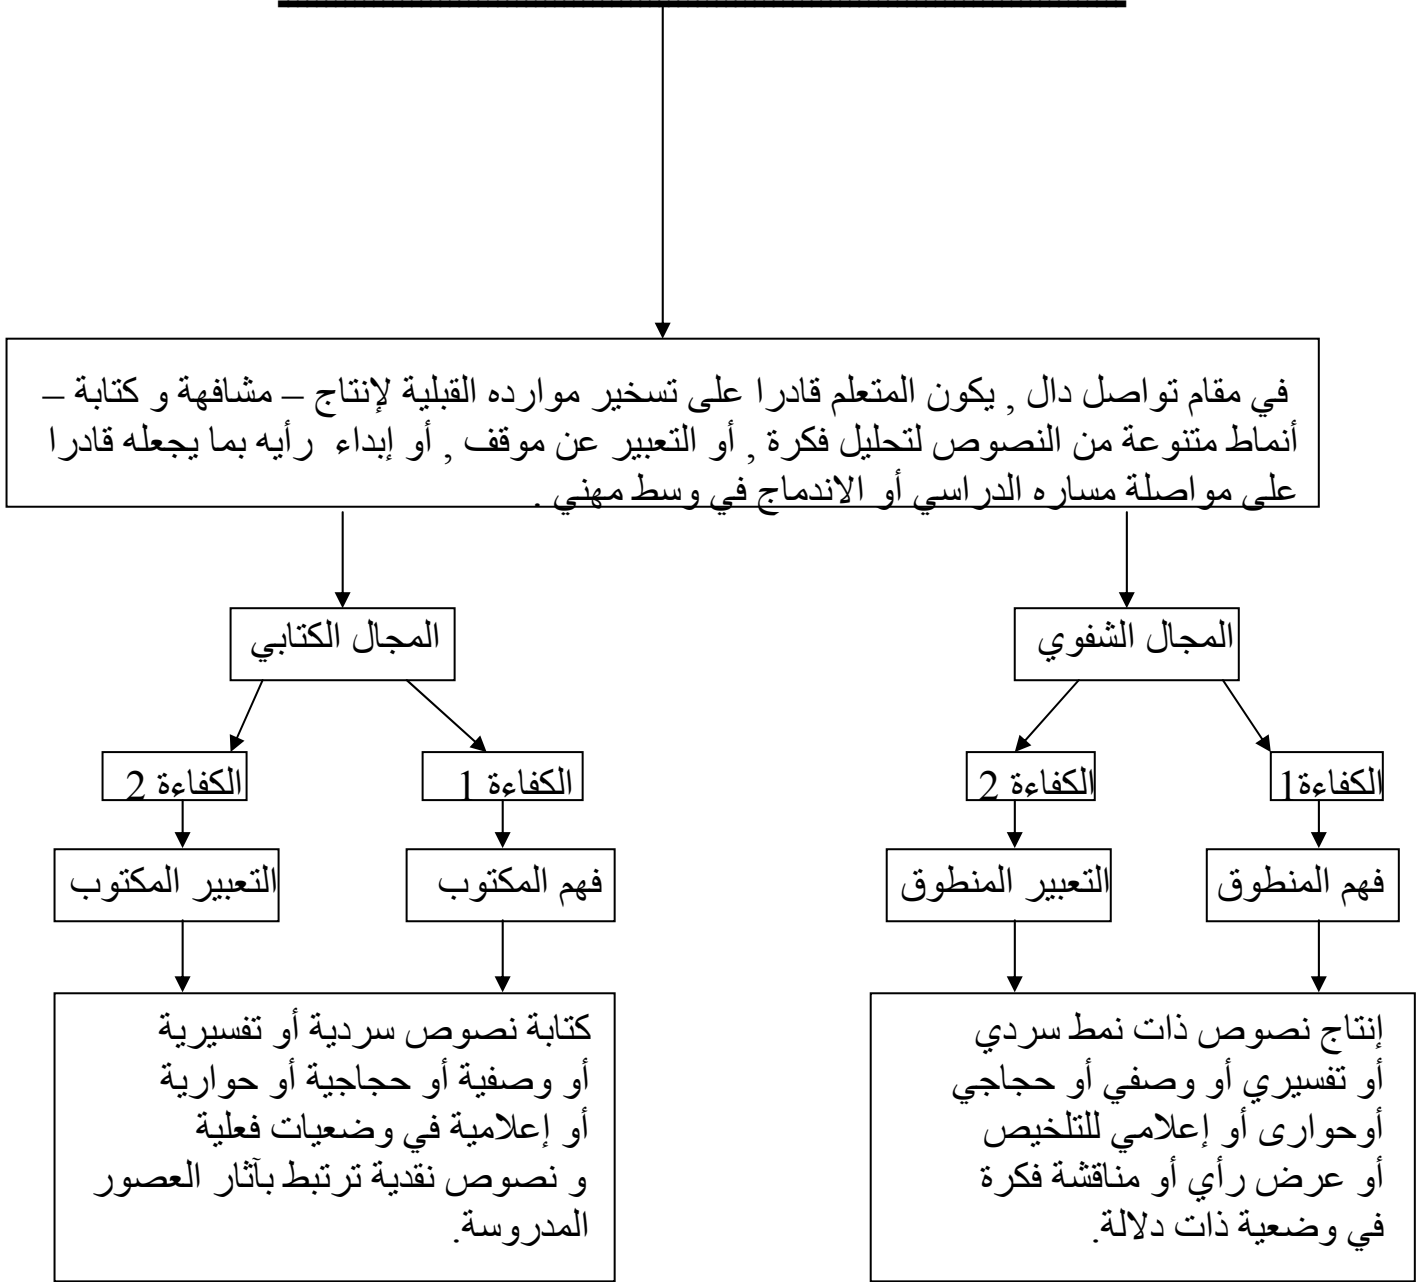 في مقام تواصل دال , يكون المتعلم قادرا على تسخير موارده القبلية لإنتاج – مشافهة و كتابة –
أنماط متنوعة من النصوص لتحليل فكرة , أو التعبير عن موقف , أو إبداء رأيه بما يجعله قادرا
على مواصلة مساره الدراسي أو الاندماج في وسط مهني .
المجال الشفوي
المجال الكتابي
الكفاءة1
الكفاءة 2
الكفاءة 1
الكفاءة 2
فهم المنطوق
التعبير المنطوق
فهم المكتوب
التعبير المكتوب
إنتاج نصوص ذات نمط سردي
أو تفسيري أو وصفي أو حجاجي
أوحوارى أو إعلامي للتلخيص
أو عرض رأي أو مناقشة فكرة
في وضعية ذات دلالة.
كتابة نصوص سردية أو تفسيرية
أو وصفية أو حجاجية أو حوارية
أو إعلامية في وضعيات فعلية
و نصوص نقدية ترتبط بآثار العصور
المدروسة.